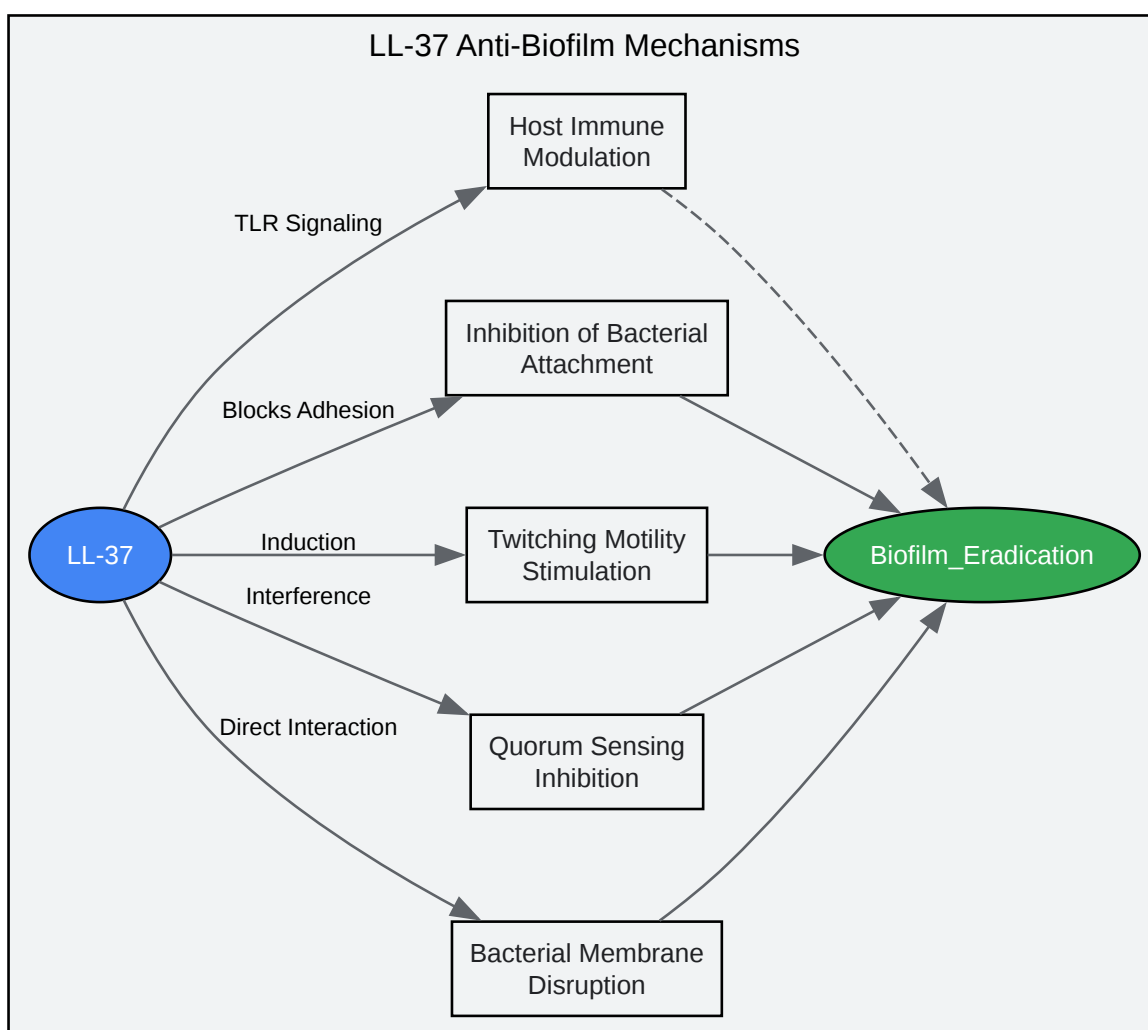 LL-37 Anti-Biofilm Mechanisms
Host Immune
Modulation
TLR Signaling
Inhibition of Bacterial
Attachment
Blocks Adhesion
LL-37
Induction
Twitching Motility
Stimulation
Biofilm_Eradication
Interference
Quorum Sensing
Inhibition
Direct Interaction
Bacterial Membrane
Disruption